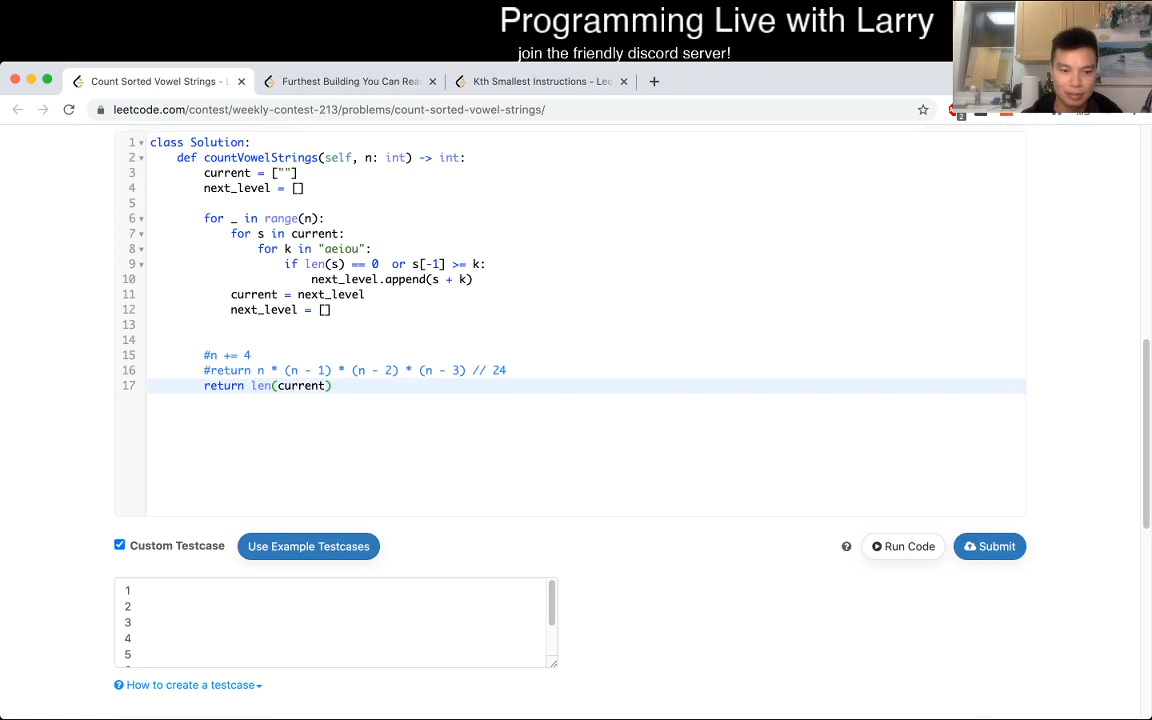 Programming Live with Larry
join the friendly discord server!
Count Sorted Vowel Strings - L
Furthest Building You Can Rea
Kth Smallest Instructions - Lee
leetcode.com/contest/weekly-contest-213/problems/count-sorted-vowel-strings/
2
1 class Solution:
2 def countVowelStrings(self, n: int) -> int:
3 current = [""]
4 next_level = []
5
6 for _ in range(n):
7 for s in current:
8 for k in "aeiou":
9 if len(s) == 0  or s[-1] >= k:
10 next_level.append(s + k)
11 current = next_level
12 next_level = []
13
14
15 #n += 4
16 #return n * (n - 1) * (n - 2) * (n - 3) // 24
17 return len(current)
Custom Testcase
Use Example Testcases
Run Code
Submit
1
2
3
4
5
How to create a testcase